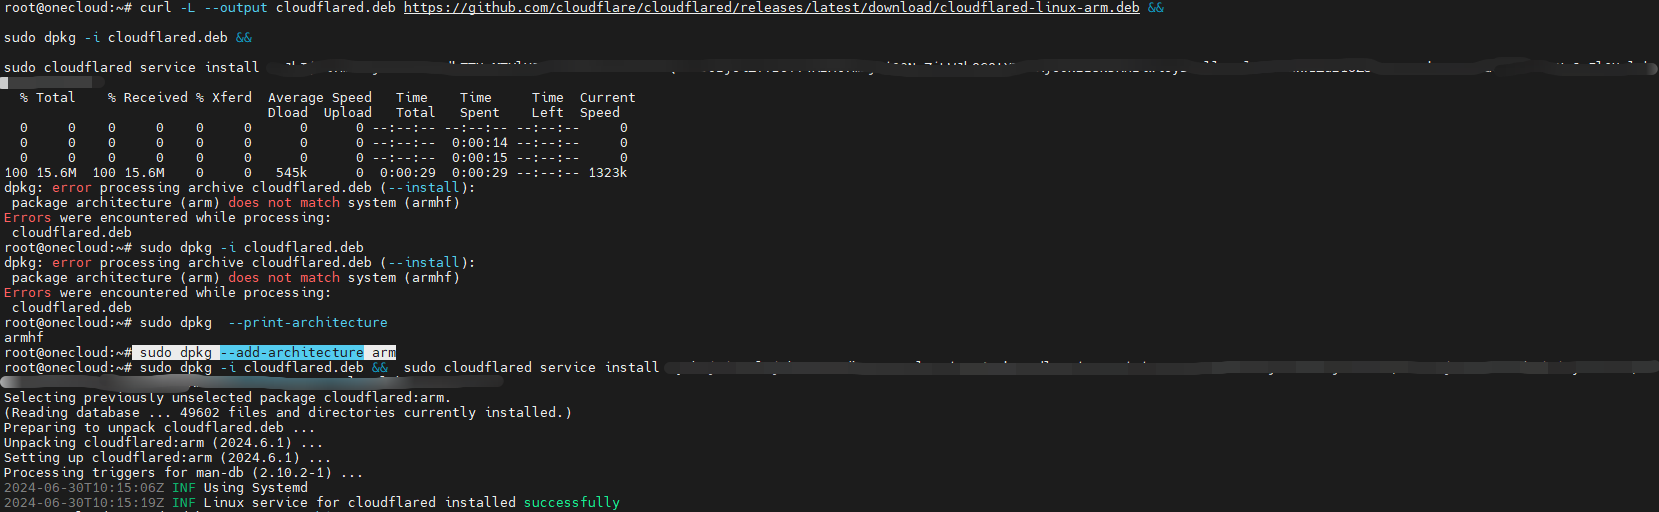 root@onecloud:~# curl -L --output cloudflared.deb https://github.com/cloudflare/cloudflared/releases/latest/download/cloudflared-linux-arm.deb &&
sudo dpkg -i cloudflared.deb &&
sudo cloudflared service install
% Total % Received % Xferd Average Speed Time Time Time Current
Dload Upload Total Spent Left Speed
0 0 0 0 0 0 0 0 --:--:-- --:--:-- --:--:-- 0
0 0 0 0 0 0 0 0 --:--:-- 0:00:14 --:--:-- 0
0 0 0 0 0 0 0 0 --:--:-- 0:00:15 --:--:-- 0
100 15.6M 100 15.6M 0 0 545k 0 0:00:29 0:00:29 --:--:-- 1323k
dpkg: error processing archive cloudflared.deb (--install):
package architecture (arm) does not match system (armhf)
Errors were encountered while processing:
cloudflared.deb
root@onecloud:~# sudo dpkg -i cloudflared.deb
dpkg: error processing archive cloudflared.deb (--install):
package architecture (arm) does not match system (armhf)
Errors were encountered while processing:
cloudflared.deb
root@onecloud:~# sudo dpkg --print-architecture
armhf
root@onecloud:~# sudo dpkg --add-architecture arm
root@onecloud:~# sudo dpkg -i cloudflared.deb && sudo cloudflared service install
Selecting previously unselected package cloudflared:arm.
(Reading database ... 49602 files and directories currently installed.)
Preparing to unpack cloudflared.deb ...
Unpacking cloudflared:arm (2024.6.1) ...
Setting up cloudflared:arm (2024.6.1) ...
Processing triggers for man-db (2.10.2-1) ...
2024-06-30T10:15:06Z INF Using Systemd
2024-06-30T10:15:19Z INF Linux service for cloudflared installed successfully